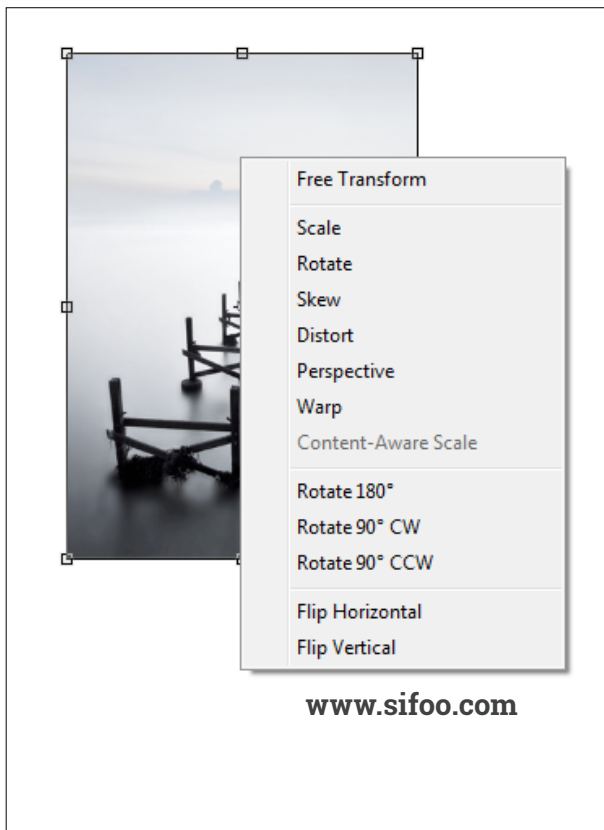 Free Transform
Scale
Rotate
Skew
Distort
Perspective
Warp
Content-Aware Scale
Rotate 180°
Rotate 90° CW
Rotate 90° CCW
Flip Horizontal
Flip Vertical
www.sifoo.com